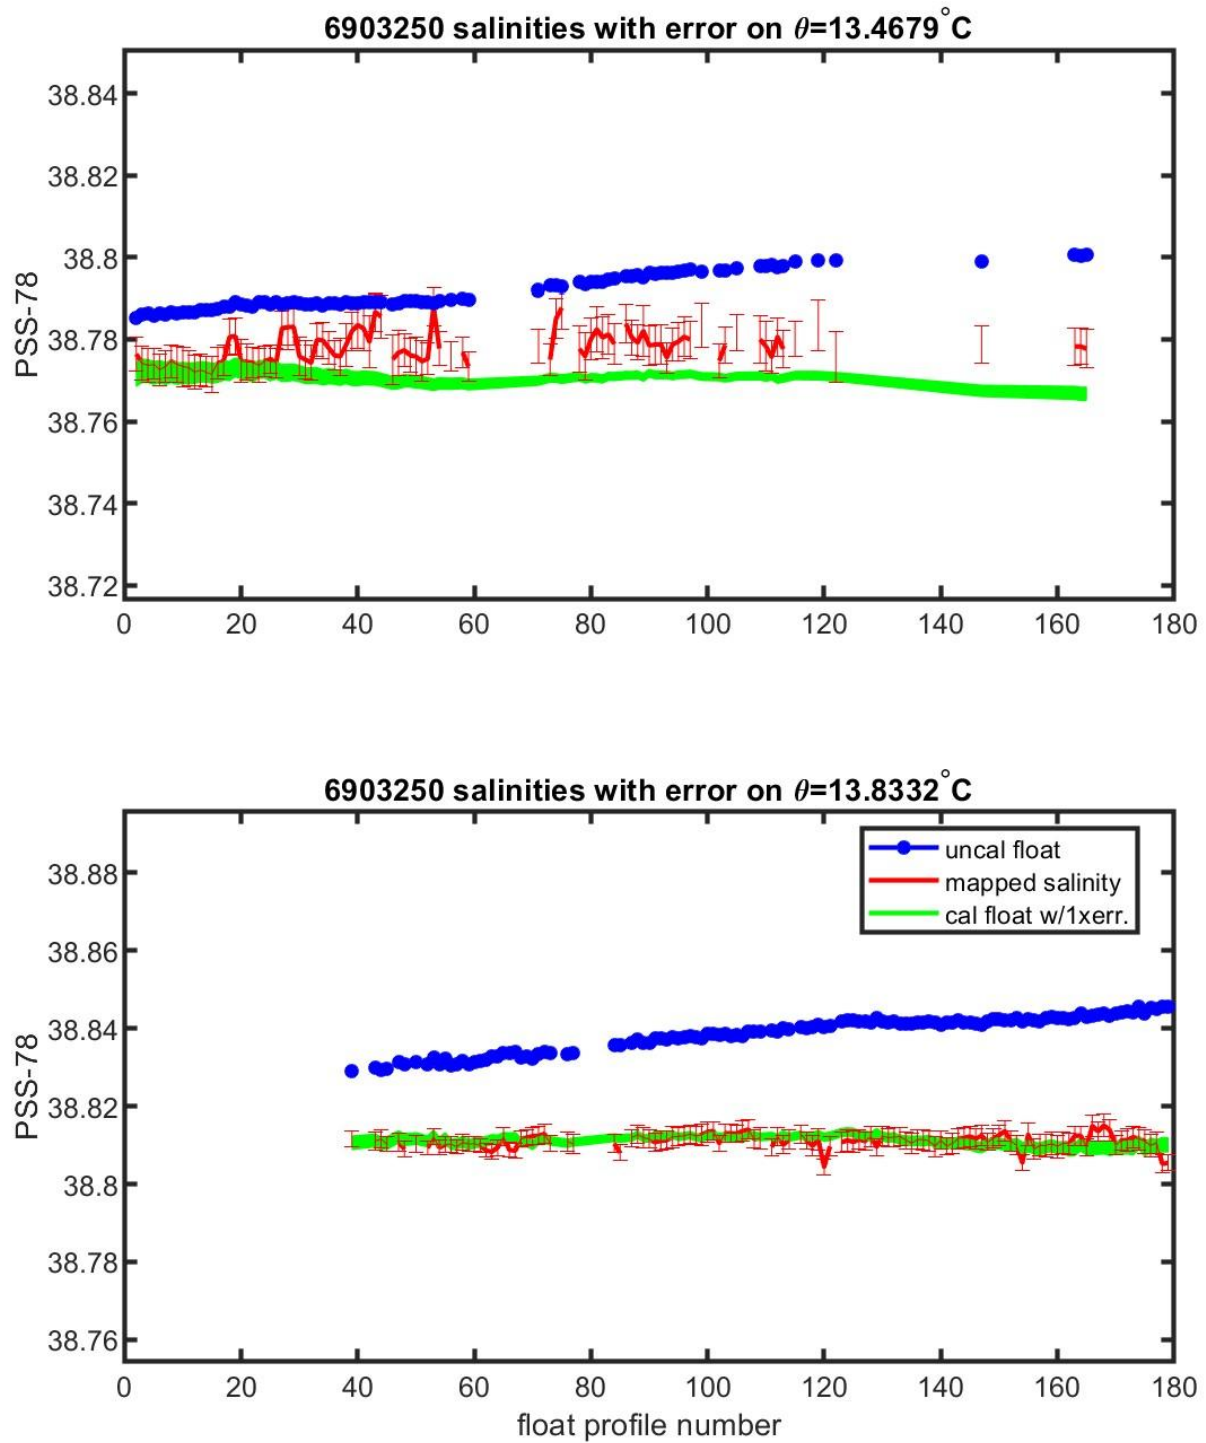 6903250 salinities with error on θ=13.4679°C
PSS-78
38.84
38.82
38.8
38.78
38.76
38.74
38.72
0 20 40 60 80 100 120 140 160 180
6903250 salinities with error on θ=13.8332°C
PSS-78
38.88
38.86
38.84
38.82
38.8
38.78
38.76
uncal float
mapped salinity
cal float w/1xerr.
0 20 40 60 80 100 120 140 160 180
float profile number